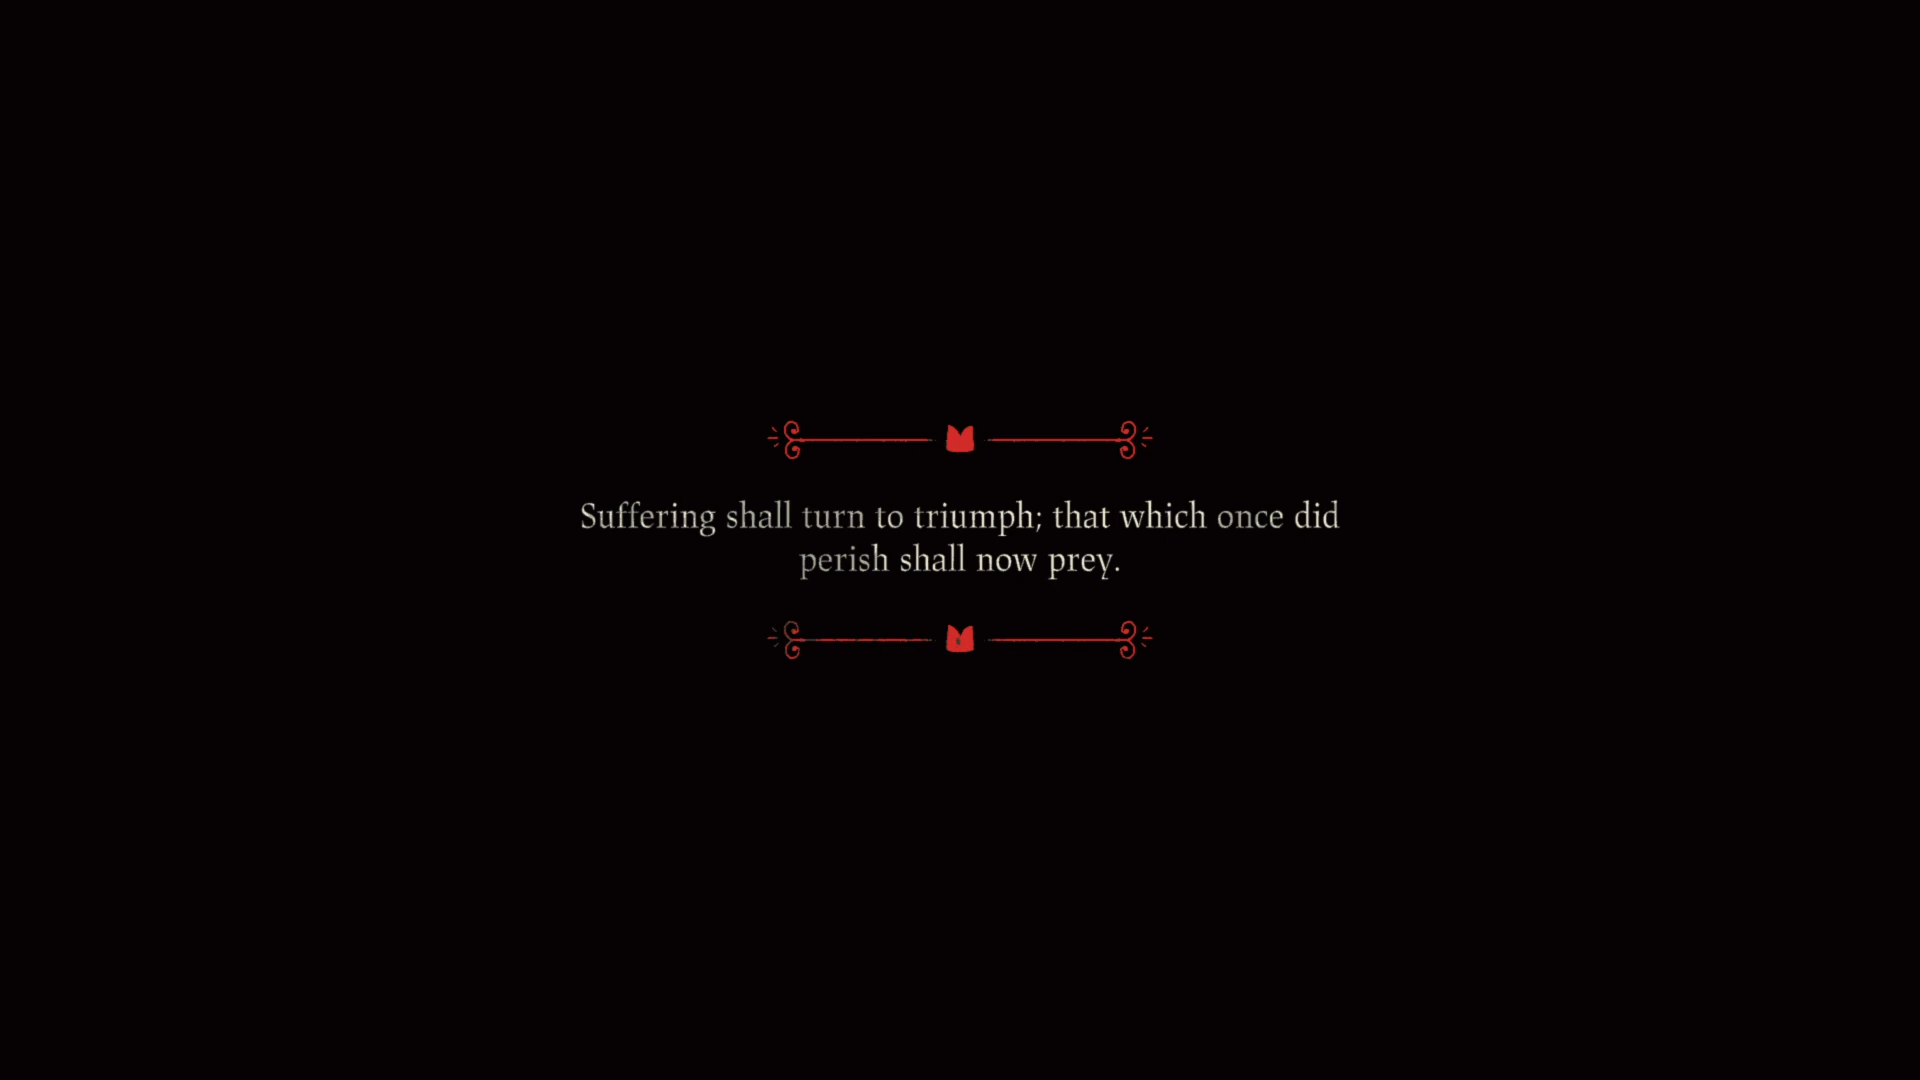 Suffering shall turn to triumph; that which once did
perish shall now prey.